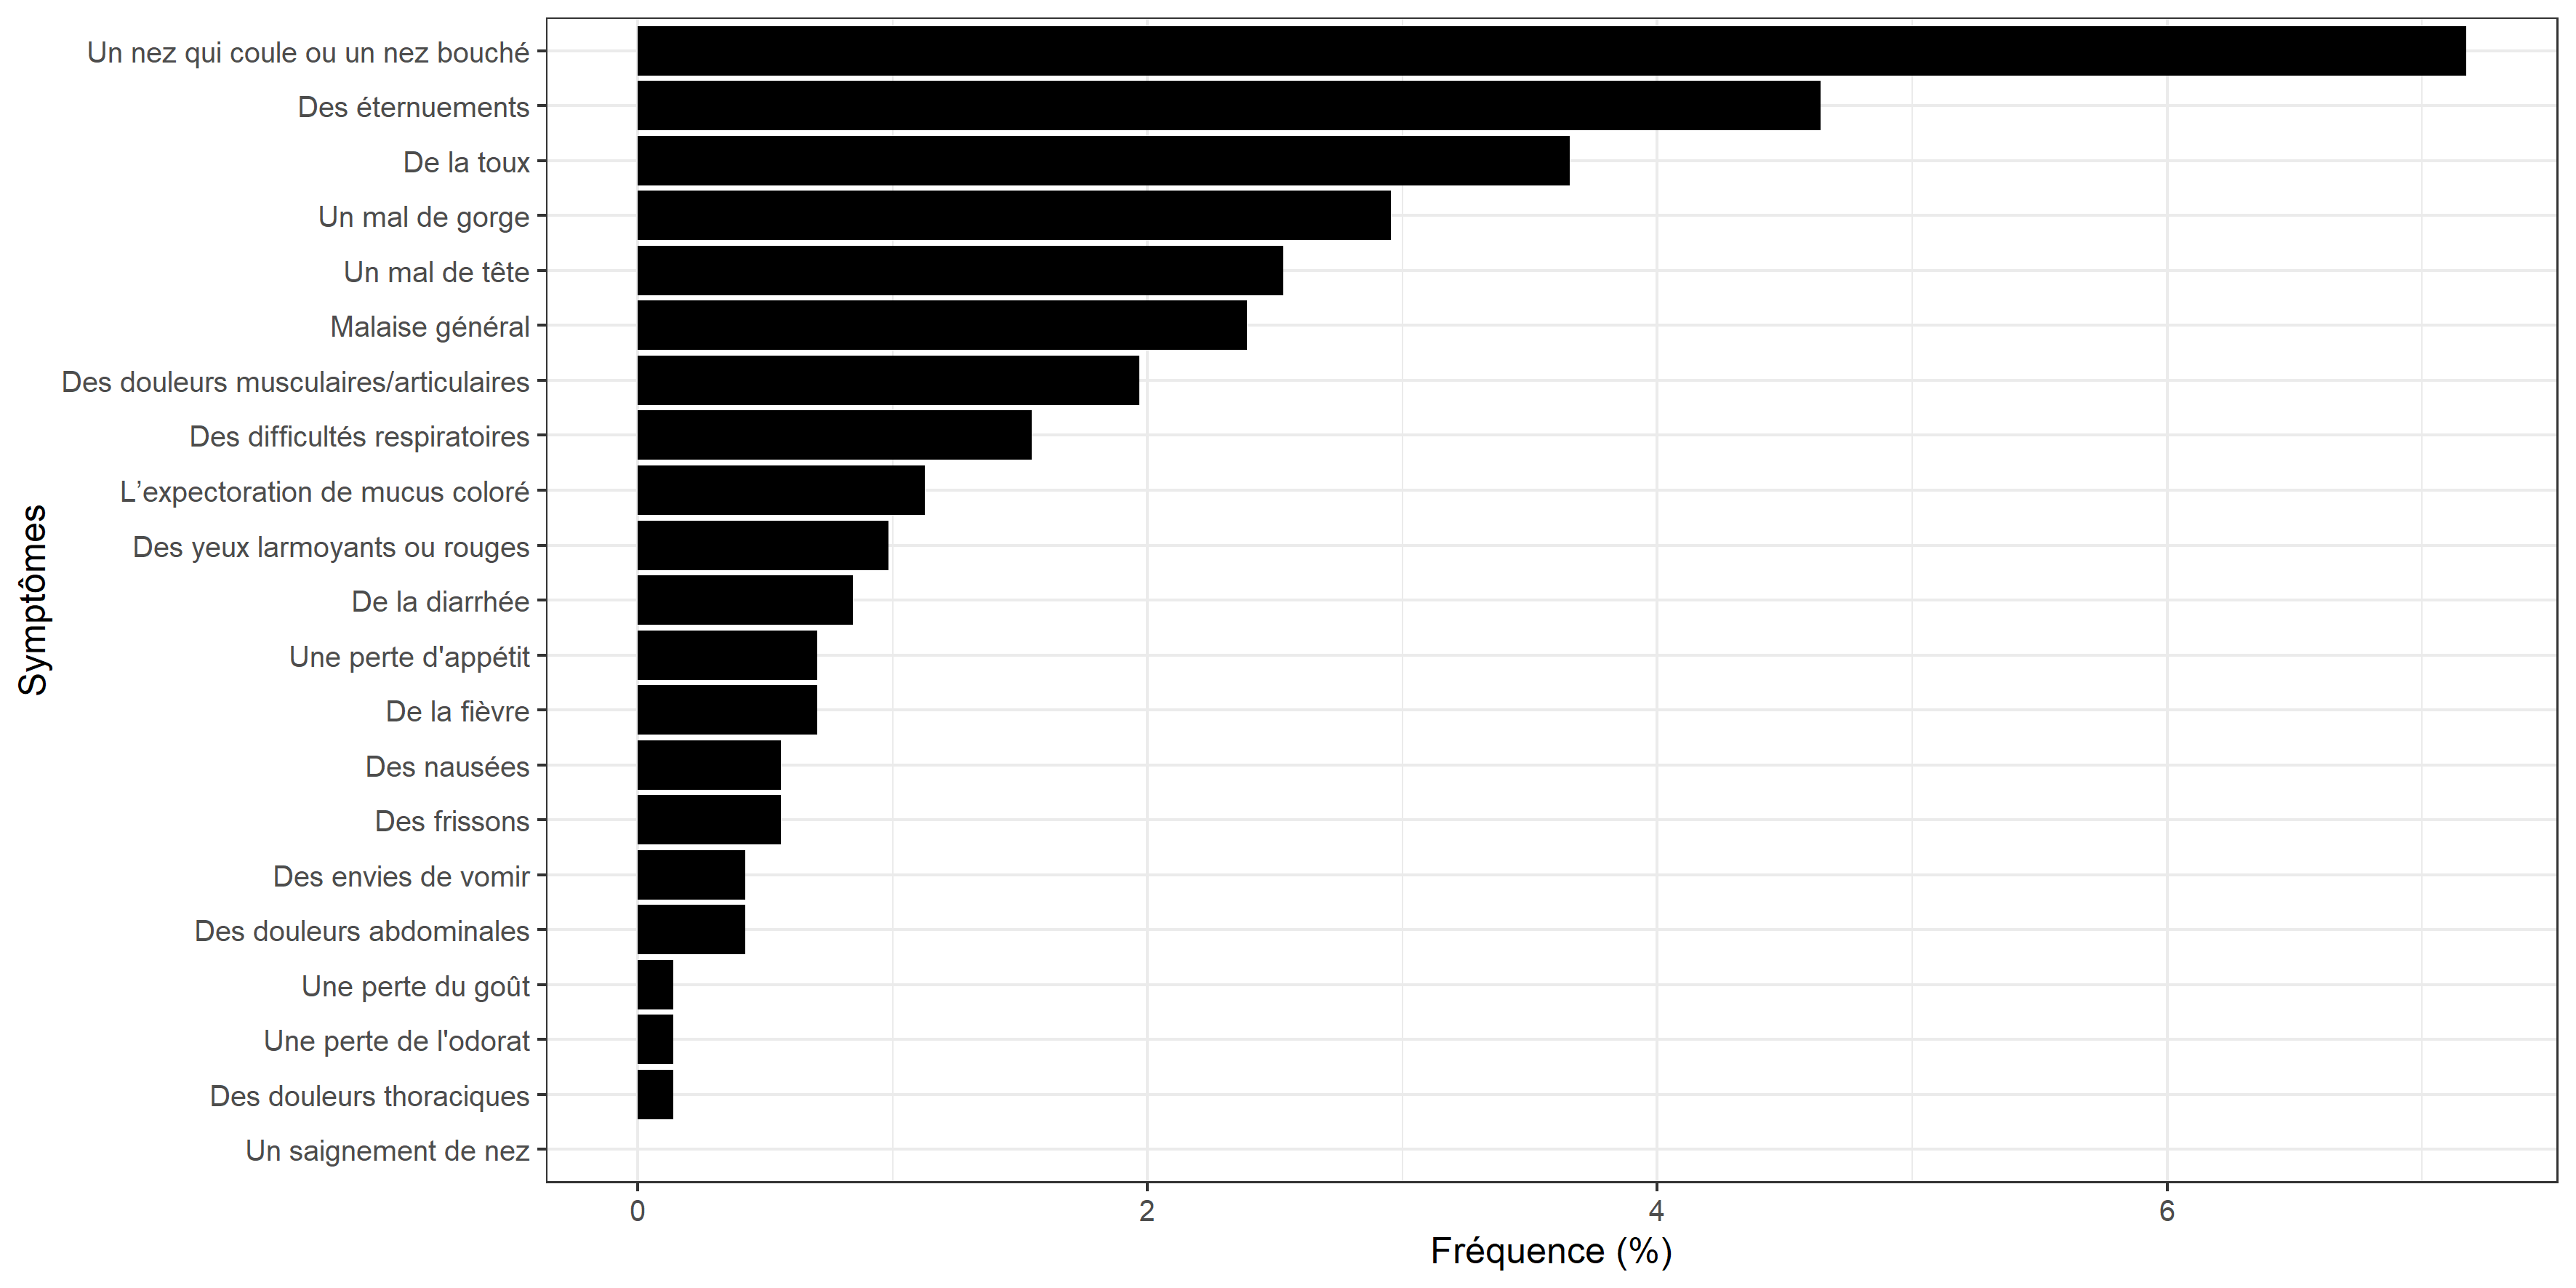 Un nez qui coule ou un nez bouché
Des éternuements
De la toux
Un mal de gorge
Un mal de tête
Malaise général
Des douleurs musculaires/articulaires
Des difficultés respiratoires
L’expectoration de mucus coloré
Des yeux larmoyants ou rouges
De la diarrhée
Une perte d'appétit
De la fièvre
Des nausées
Des frissons
Des envies de vomir
Des douleurs abdominales
Une perte du goût
Une perte de l'odorat
Des douleurs thoraciques
Un saignement de nez
Symptômes
0 2 4 6
Fréquence (%)